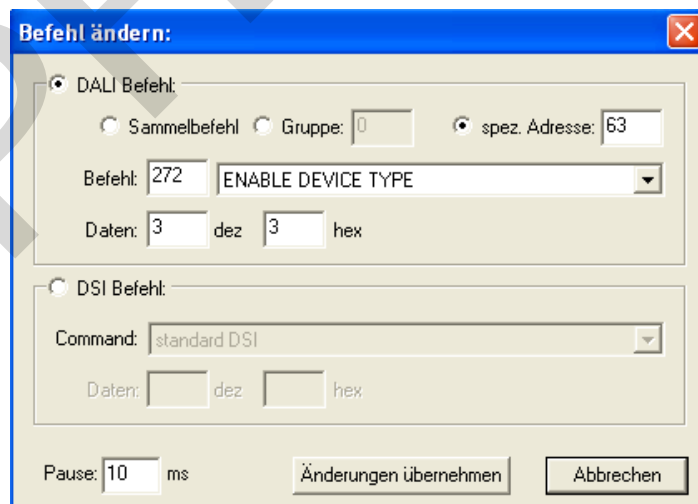 Befehl ändern:
DALI Befehl:
Sammelbefehl Gruppe: 0 spez. Adresse: 63
Befehl: 272 ENABLE DEVICE TYPE
Daten: 3 dez 3 hex
DSI Befehl:
Command: standard DSI
Daten: dez hex
Pause: 10 ms Änderungen übernehmen Abbrechen